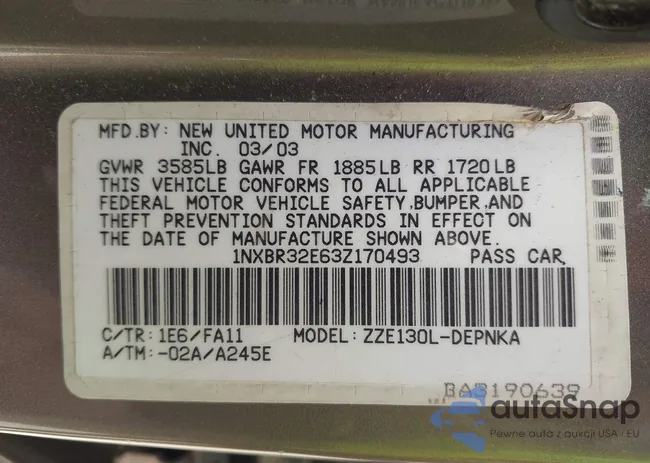 MFD.BY: NEW UNITED MOTOR MANUFACTURING
INC. 03/03
GVWR 3585LB GAWR FR 1885LB RR 1720LB
THIS VEHICLE CONFORMS TO ALL APPLICABLE
FEDERAL MOTOR VEHICLE SAFETY,BUMPER,AND
THEFT PREVENTION STANDARDS IN EFFECT ON
THE DATE OF MANUFACTURE SHOWN ABOVE.
1NXBR32E63Z170493 PASS CAR
C/TR: 1E6/FA11 MODEL: ZZE130L-DEPNKA
A/TM:-02A/A245E
BA3190639
autaSnap
Pewne auta z aukcji USA i EU